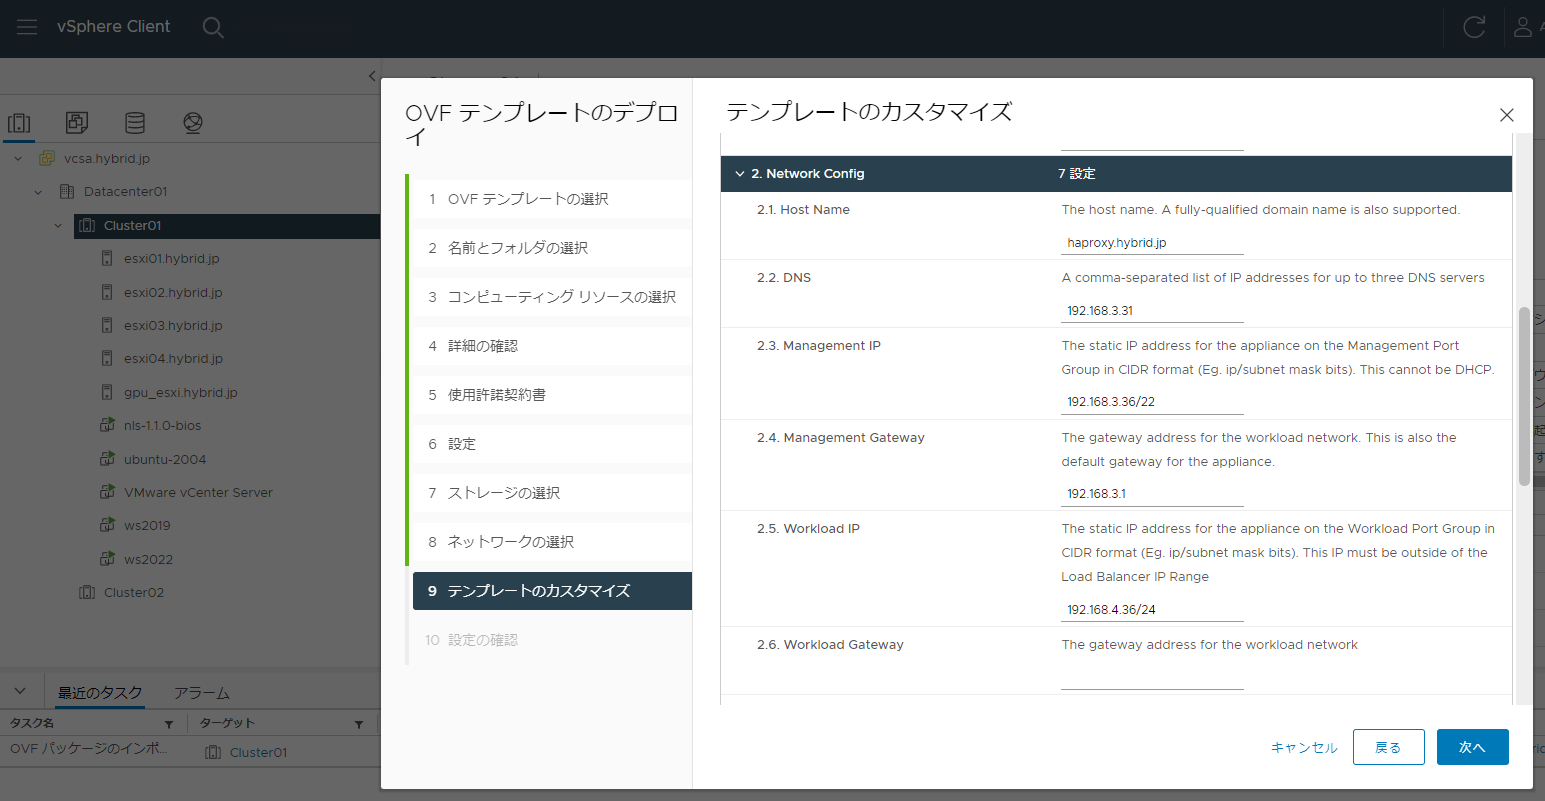 vSphere Client
vcsa.hybrid.jp
Datacenter01
Cluster01
esxi01.hybrid.jp
esxi02.hybrid.jp
esxi03.hybrid.jp
esxi04.hybrid.jp
gpu_esxi.hybrid.jp
nls-1.1.0-bios
ubuntu-2004
VMware vCenter Server
ws2019
ws2022
Cluster02
最近のタスク アラーム
タスク名 ターゲット
OVF パッケージのインポ... Cluster01
OVF テンプレートのデプロ
イ
1 OVF テンプレートの選択
2 名前とフォルダの選択
3 コンピューティング リソースの選択
4 詳細の確認
5 使用許諾契約書
6 設定
7 ストレージの選択
8 ネットワークの選択
9 テンプレートのカスタマイズ
10 設定の確認
テンプレートのカスタマイズ
2. Network Config 7 設定
2.1. Host Name The host name. A fully-qualified domain name is also supported.
haproxy.hybrid.jp
2.2. DNS A comma-separated list of IP addresses for up to three DNS servers
192.168.3.31
2.3. Management IP The static IP address for the appliance on the Management Port
Group in CIDR format (Eg. ip/subnet mask bits). This cannot be DHCP.
192.168.3.36/22
2.4. Management Gateway The gateway address for the workload network. This is also the
default gateway for the appliance.
192.168.3.1
2.5. Workload IP The static IP address for the appliance on the Workload Port Group in
CIDR format (Eg. ip/subnet mask bits). This IP must be outside of the
Load Balancer IP Range
192.168.4.36/24
2.6. Workload Gateway The gateway address for the workload network
キャンセル 戻る 次へ